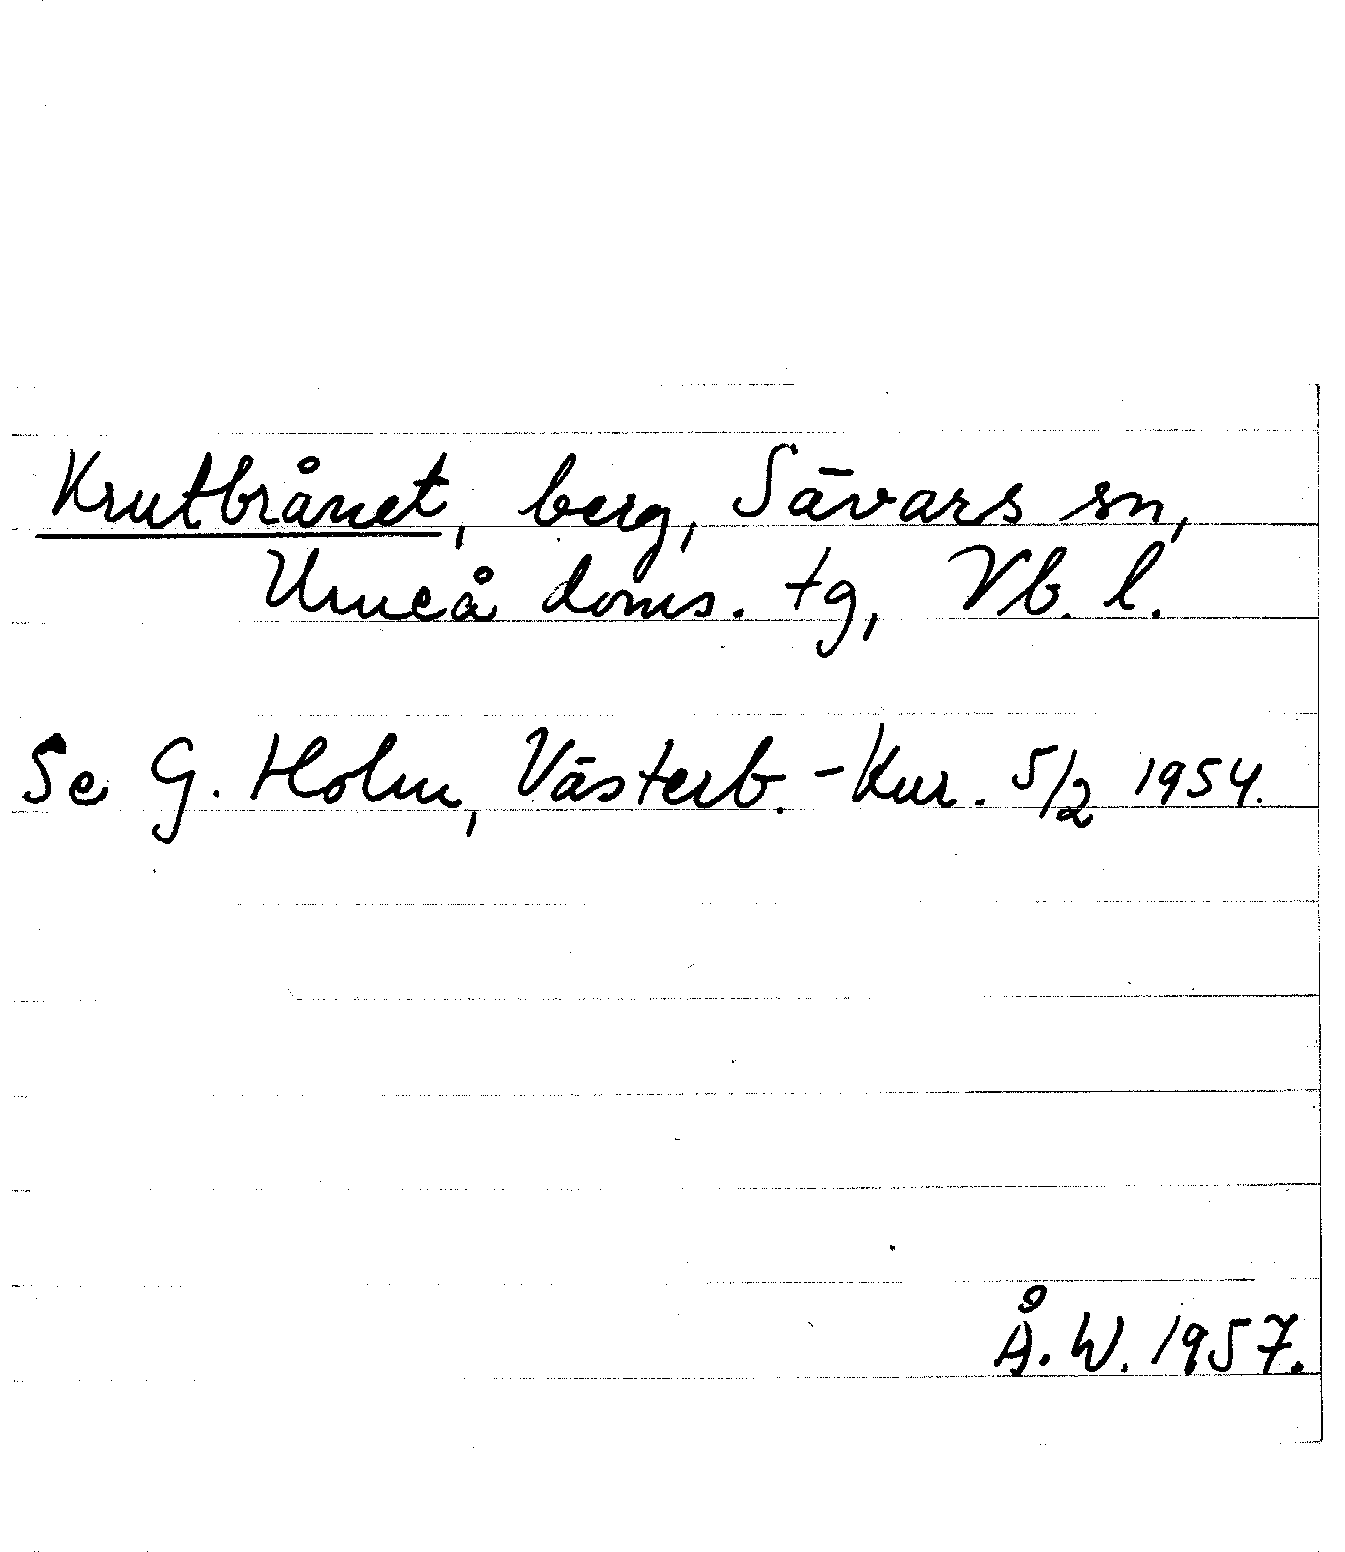 Krutbrånet, berg, Sävars sn,
Umeå doms. tg, Vb. l.
Se G. Holm, Västerb.-Kur. 5/2 1954.
Å. W. 1957.